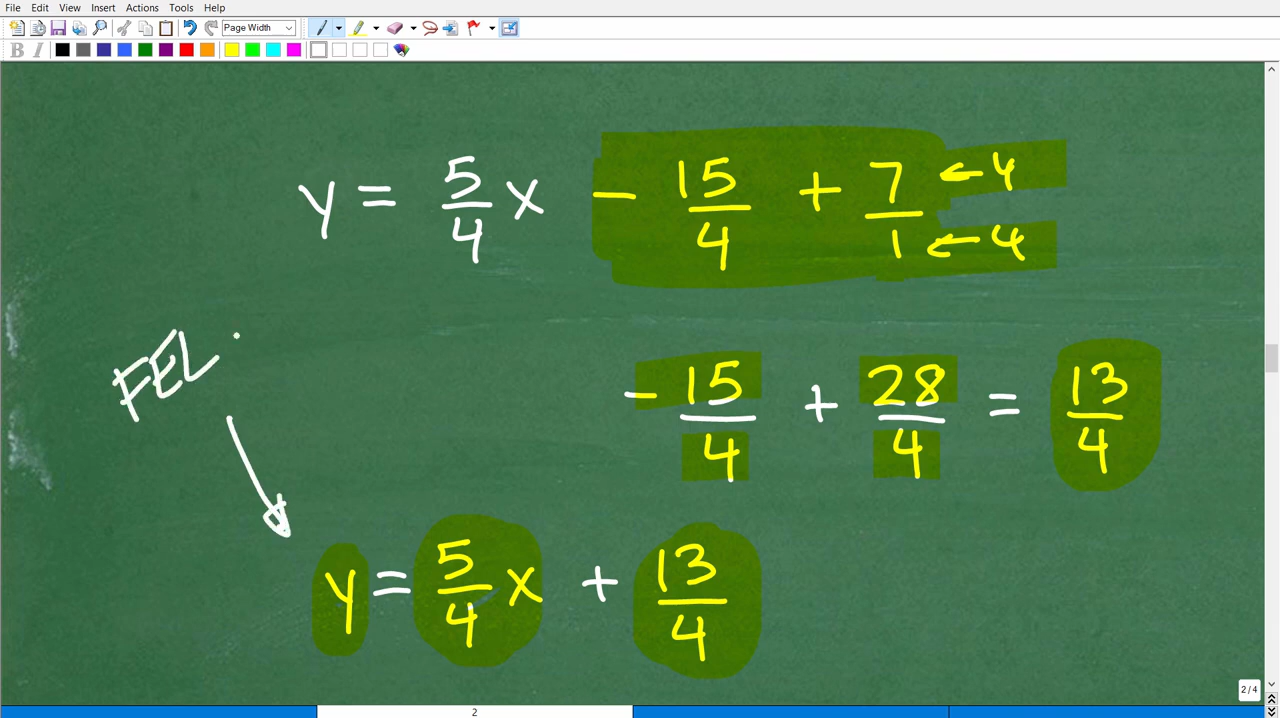 File Edit View Insert Actions Tools Help
Page Width
B I
y = 5/4 x - 15/4 + 7/1 ← 4 ← 4
FEL.
- 15/4 + 28/4 = 13/4
y = 5/4 x + 13/4
2 / 4
2